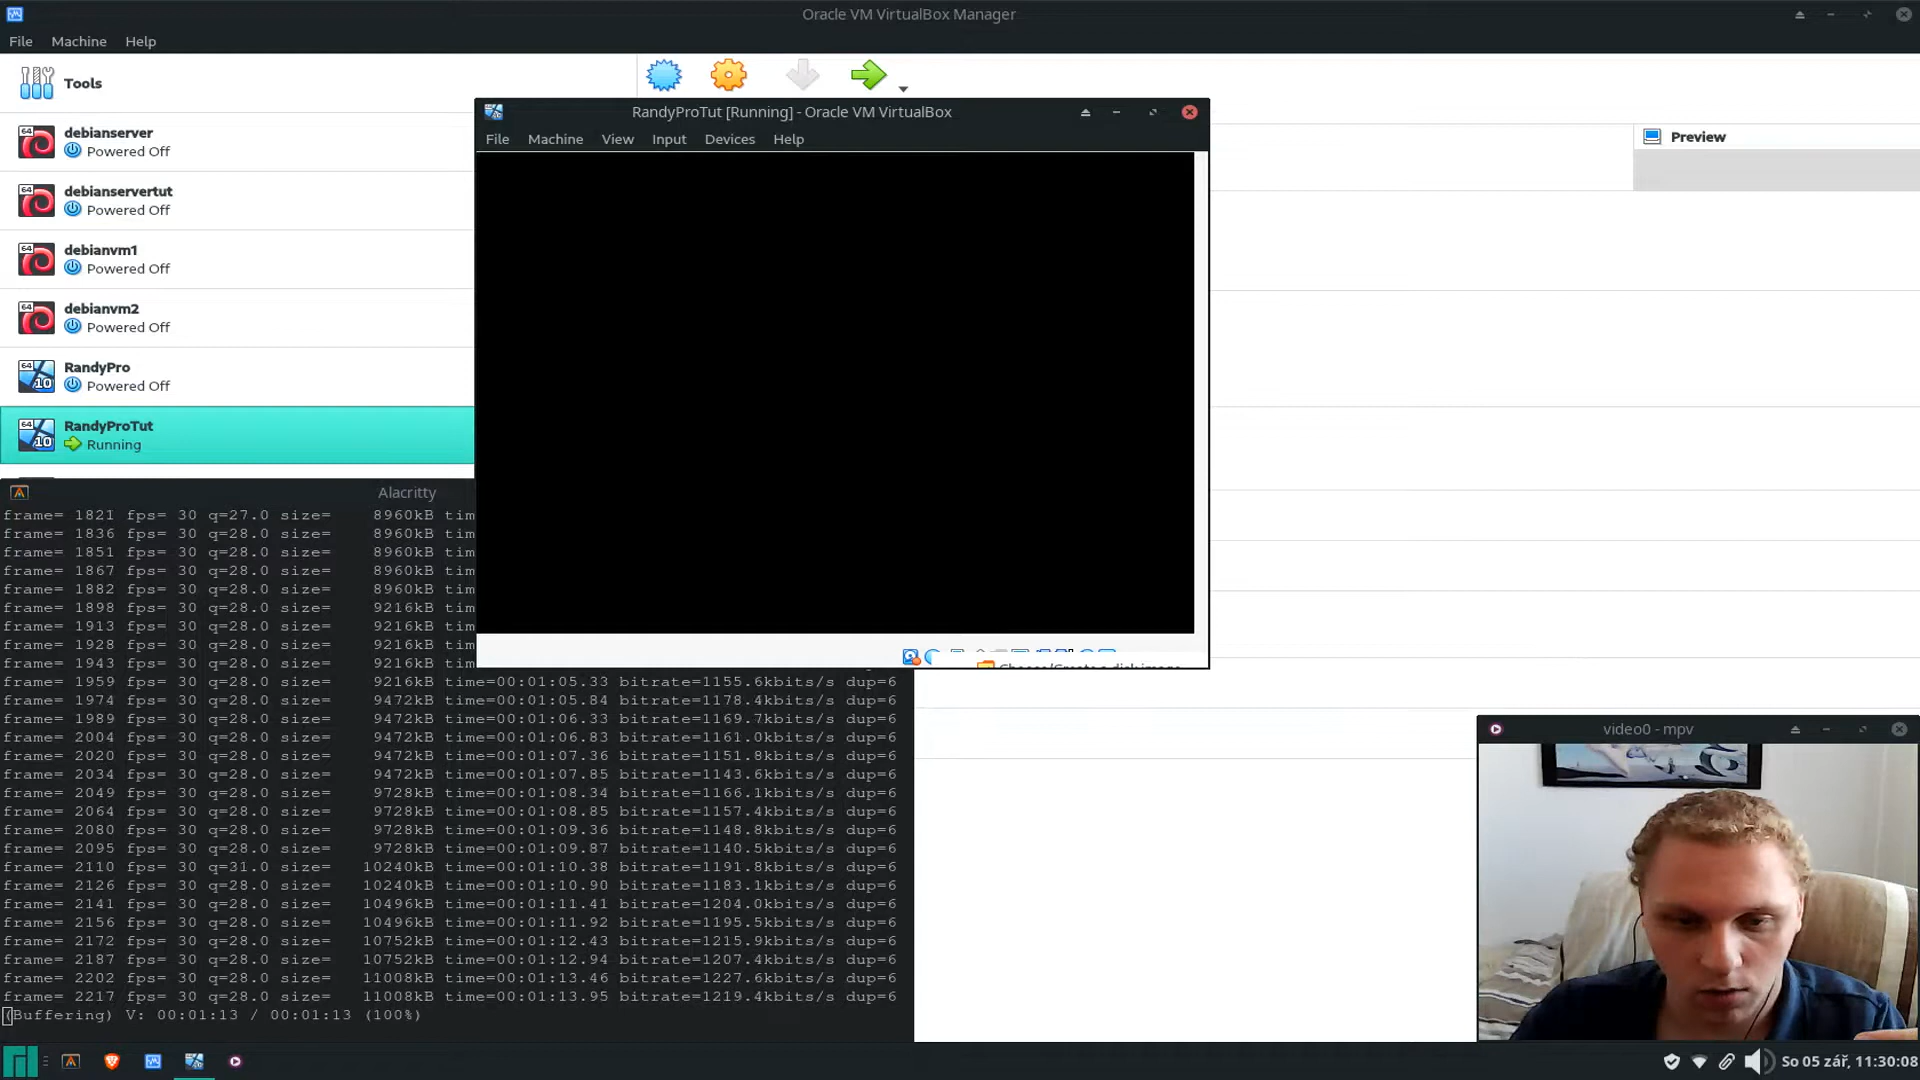 Oracle VM VirtualBox Manager
File Machine Help
Tools
64 debianserver
Powered Off
64 debianservertut
Powered Off
64 debianvm1
Powered Off
64 debianvm2
Powered Off
64 10 RandyPro
Powered Off
64 10 RandyProTut
Running
RandyProTut [Running] - Oracle VM VirtualBox
File Machine View Input Devices Help
Preview
Alacritty
frame= 1821 fps= 30 q=27.0 size= 8960kB tim
frame= 1836 fps= 30 q=28.0 size= 8960kB tim
frame= 1851 fps= 30 q=28.0 size= 8960kB tim
frame= 1867 fps= 30 q=28.0 size= 8960kB tim
frame= 1882 fps= 30 q=28.0 size= 8960kB tim
frame= 1898 fps= 30 q=28.0 size= 9216kB tim
frame= 1913 fps= 30 q=28.0 size= 9216kB tim
frame= 1928 fps= 30 q=28.0 size= 9216kB tim
frame= 1943 fps= 30 q=28.0 size= 9216kB tim
frame= 1959 fps= 30 q=28.0 size= 9216kB time=00:01:05.33 bitrate=1155.6kbits/s dup=6
frame= 1974 fps= 30 q=28.0 size= 9472kB time=00:01:05.84 bitrate=1178.4kbits/s dup=6
frame= 1989 fps= 30 q=28.0 size= 9472kB time=00:01:06.33 bitrate=1169.7kbits/s dup=6
frame= 2004 fps= 30 q=28.0 size= 9472kB time=00:01:06.83 bitrate=1161.0kbits/s dup=6
frame= 2020 fps= 30 q=28.0 size= 9472kB time=00:01:07.36 bitrate=1151.8kbits/s dup=6
frame= 2034 fps= 30 q=28.0 size= 9472kB time=00:01:07.85 bitrate=1143.6kbits/s dup=6
frame= 2049 fps= 30 q=28.0 size= 9728kB time=00:01:08.34 bitrate=1166.1kbits/s dup=6
frame= 2064 fps= 30 q=28.0 size= 9728kB time=00:01:08.85 bitrate=1157.4kbits/s dup=6
frame= 2080 fps= 30 q=28.0 size= 9728kB time=00:01:09.36 bitrate=1148.8kbits/s dup=6
frame= 2095 fps= 30 q=28.0 size= 9728kB time=00:01:09.87 bitrate=1140.5kbits/s dup=6
frame= 2110 fps= 30 q=31.0 size= 10240kB time=00:01:10.38 bitrate=1191.8kbits/s dup=6
frame= 2126 fps= 30 q=28.0 size= 10240kB time=00:01:10.90 bitrate=1183.1kbits/s dup=6
frame= 2141 fps= 30 q=28.0 size= 10496kB time=00:01:11.41 bitrate=1204.0kbits/s dup=6
frame= 2156 fps= 30 q=28.0 size= 10496kB time=00:01:11.92 bitrate=1195.5kbits/s dup=6
frame= 2172 fps= 30 q=28.0 size= 10752kB time=00:01:12.43 bitrate=1215.9kbits/s dup=6
frame= 2187 fps= 30 q=28.0 size= 10752kB time=00:01:12.94 bitrate=1207.4kbits/s dup=6
frame= 2202 fps= 30 q=28.0 size= 11008kB time=00:01:13.46 bitrate=1227.6kbits/s dup=6
frame= 2217 fps= 30 q=28.0 size= 11008kB time=00:01:13.95 bitrate=1219.4kbits/s dup=6
(Buffering) V: 00:01:13 / 00:01:13 (100%)
video0 - mpv
So 05 zář, 11:30:08